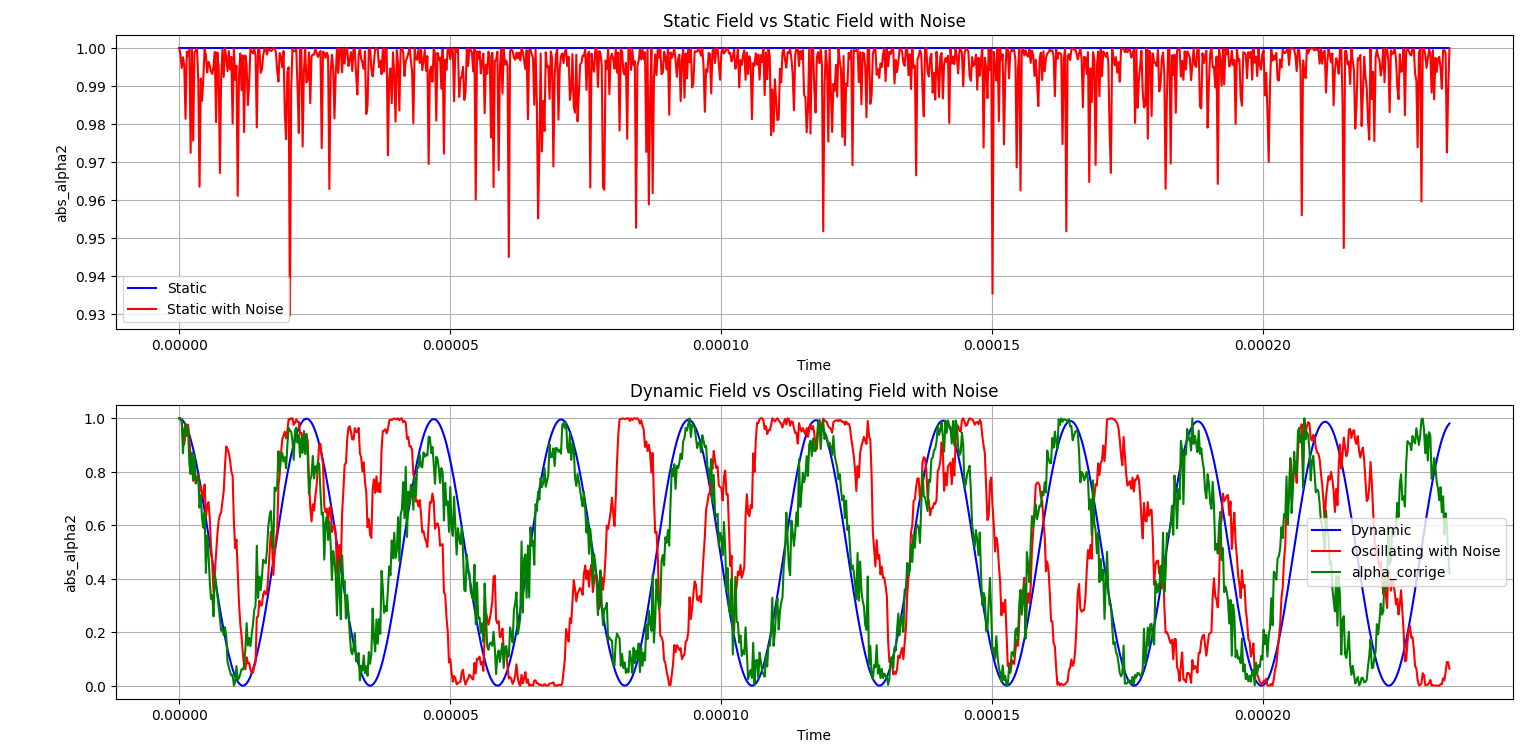 Static Field vs Static Field with Noise
1.00
0.99
0.98
0.97
0.96
0.95
0.94
0.93
abs_alpha2
Static
Static with Noise
0.00000 0.00005 0.00010 0.00015 0.00020
Time
Dynamic Field vs Oscillating Field with Noise
1.0
0.8
0.6
0.4
0.2
0.0
abs_alpha2
Dynamic
Oscillating with Noise
alpha_corrige
0.00000 0.00005 0.00010 0.00015 0.00020
Time